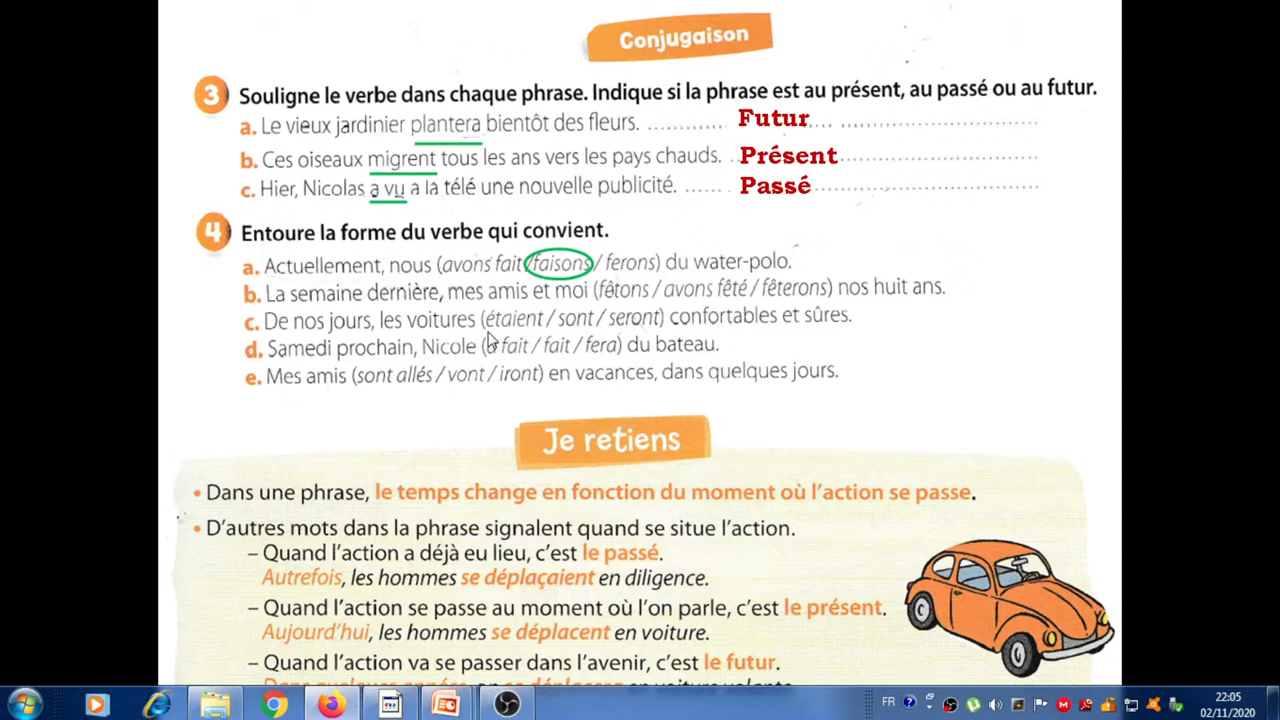 Conjugaison
3 Souligne le verbe dans chaque phrase. Indique si la phrase est au présent, au passé ou au futur.
a. Le vieux jardinier plantera bientôt des fleurs. ............ Futur ... ..............................
b. Ces oiseaux migrent tous les ans vers les pays chauds. .. Présent ..............................
c. Hier, Nicolas a vu a la télé une nouvelle publicité. ...... Passé ..............................
4 Entoure la forme du verbe qui convient.
a. Actuellement, nous (avons fait /faisons / ferons) du water-polo.
b. La semaine dernière, mes amis et moi (fêtons / avons fêté / fêterons) nos huit ans.
c. De nos jours, les voitures (étaient / sont / seront) confortables et sûres.
d. Samedi prochain, Nicole ( fait / fait / fera) du bateau.
e. Mes amis (sont allés / vont / iront) en vacances, dans quelques jours.
Je retiens
• Dans une phrase, le temps change en fonction du moment où l'action se passe.
• D'autres mots dans la phrase signalent quand se situe l'action.
– Quand l'action a déjà eu lieu, c'est le passé.
Autrefois, les hommes se déplaçaient en diligence.
– Quand l'action se passe au moment où l'on parle, c'est le présent.
Aujourd'hui, les hommes se déplacent en voiture.
– Quand l'action va se passer dans l'avenir, c'est le futur.
FR
22:05
02/11/2020